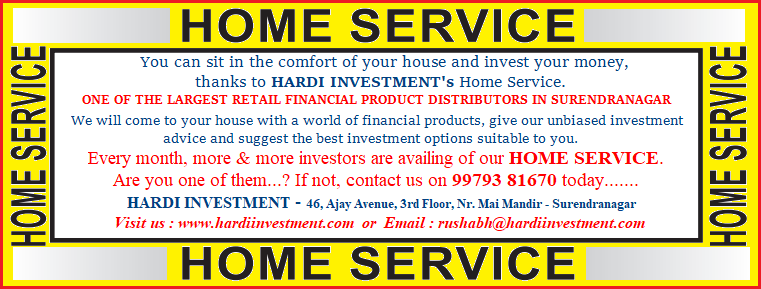 HOME SERVICE
HOME SERVICE
You can sit in the comfort of your house and invest your money,
thanks to HARDI INVESTMENT's Home Service.
ONE OF THE LARGEST RETAIL FINANCIAL PRODUCT DISTRIBUTORS IN SURENDRANAGAR
We will come to your house with a world of financial products, give our unbiased investment
advice and suggest the best investment options suitable to you.
Every month, more & more investors are availing of our HOME SERVICE.
Are you one of them...? If not, contact us on 99793 81670 today.......
HARDI INVESTMENT - 46, Ajay Avenue, 3rd Floor, Nr. Mai Mandir - Surendranagar
Visit us : www.hardiinvestment.com or Email : rushabh@hardiinvestment.com
HOME SERVICE
HOME SERVICE